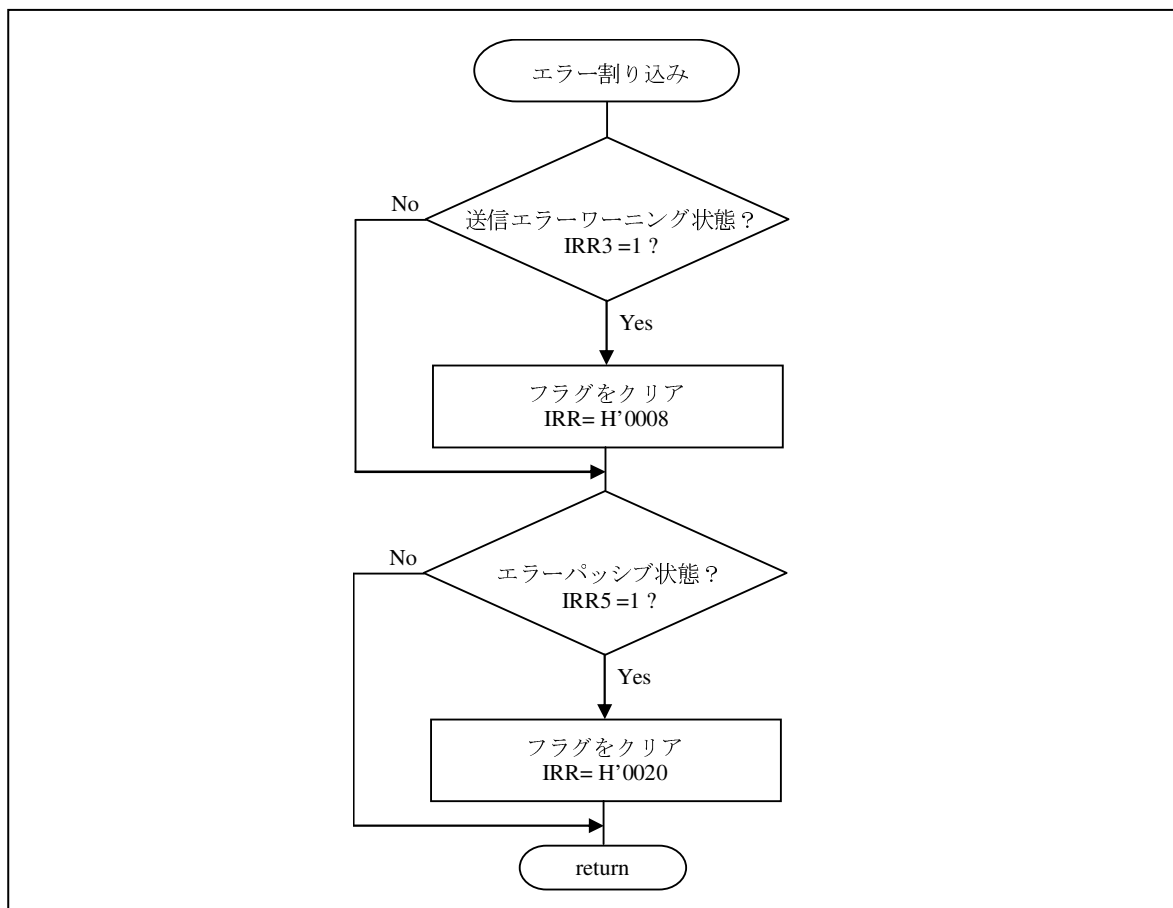 エラー割り込み
No
送信エラーワーニング状態？
IRR3 =1 ?
Yes
フラグをクリア
IRR= H’0008
No
エラーパッシブ状態？
IRR5 =1 ?
Yes
フラグをクリア
IRR= H’0020
return